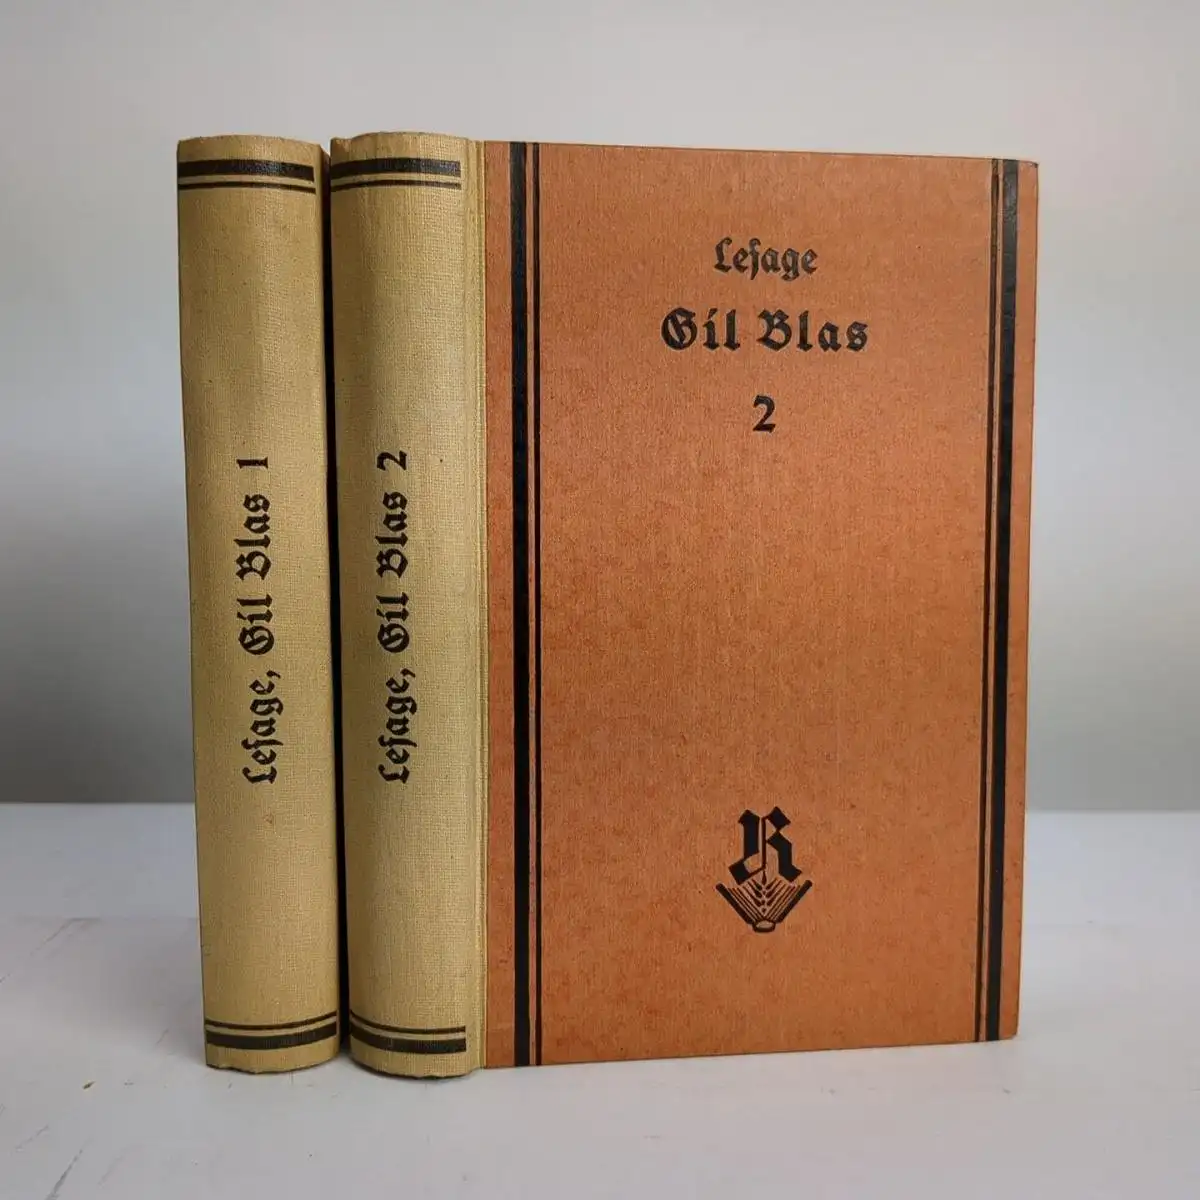 Lesage, Gil Blas 1
Lesage, Gil Blas 2
Lesage
Gil Blas
2
R